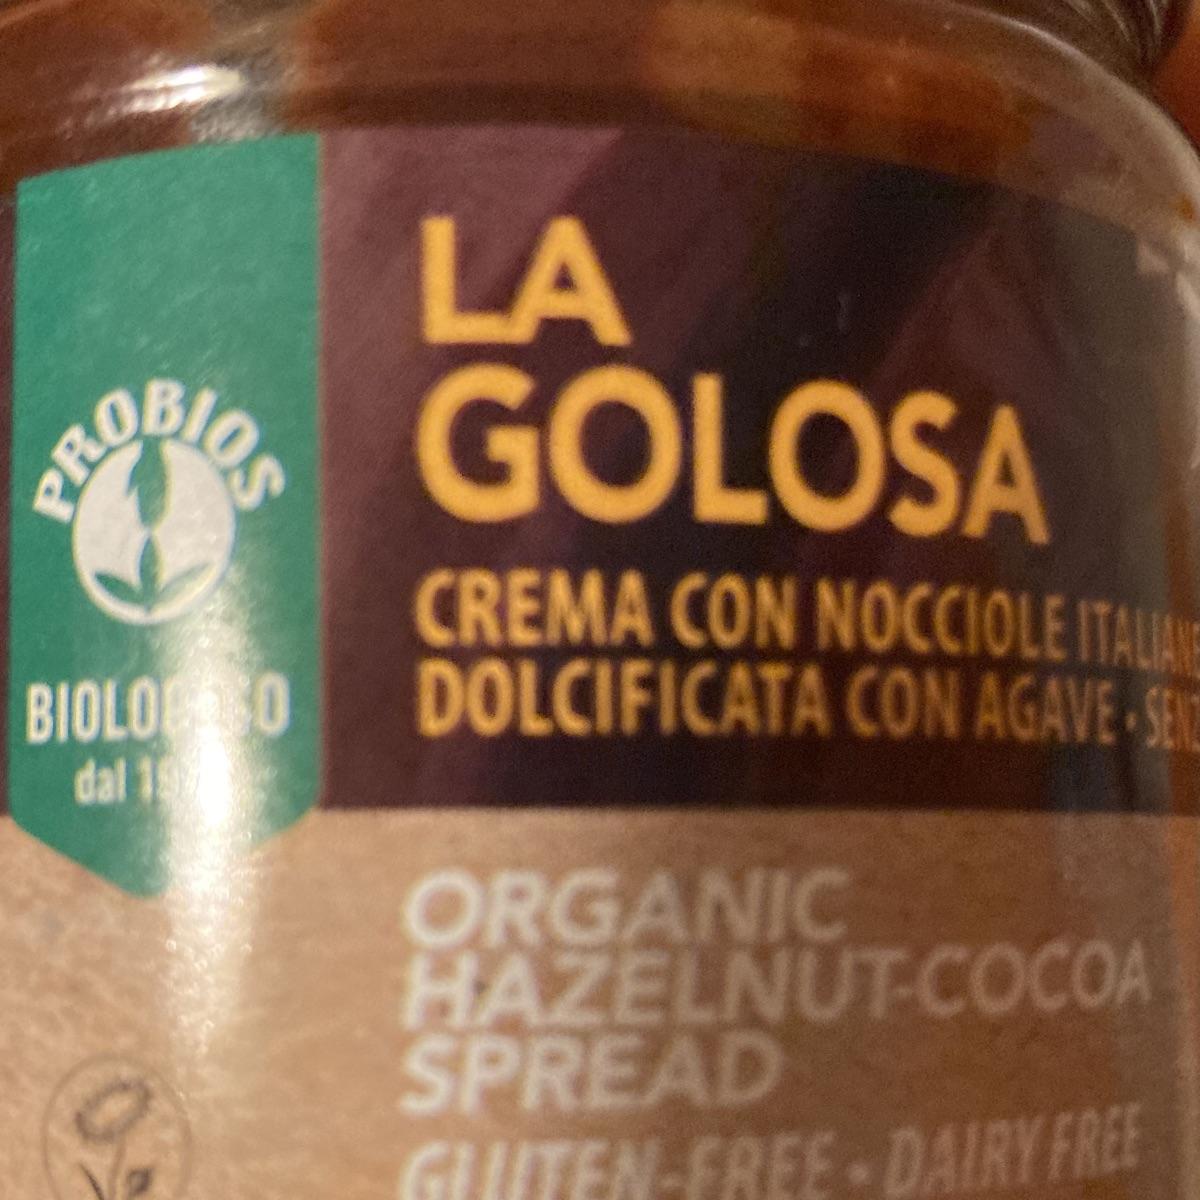 PROBIOS
dal
LA
GOLOSA
CREMA CON NOCCIOLE
DOLCIFICATA CON AGAVE •
ORGANIC
HAZELNUT-COCOA
SPREAD
GLUTEN-FREE • DAIRY FREE